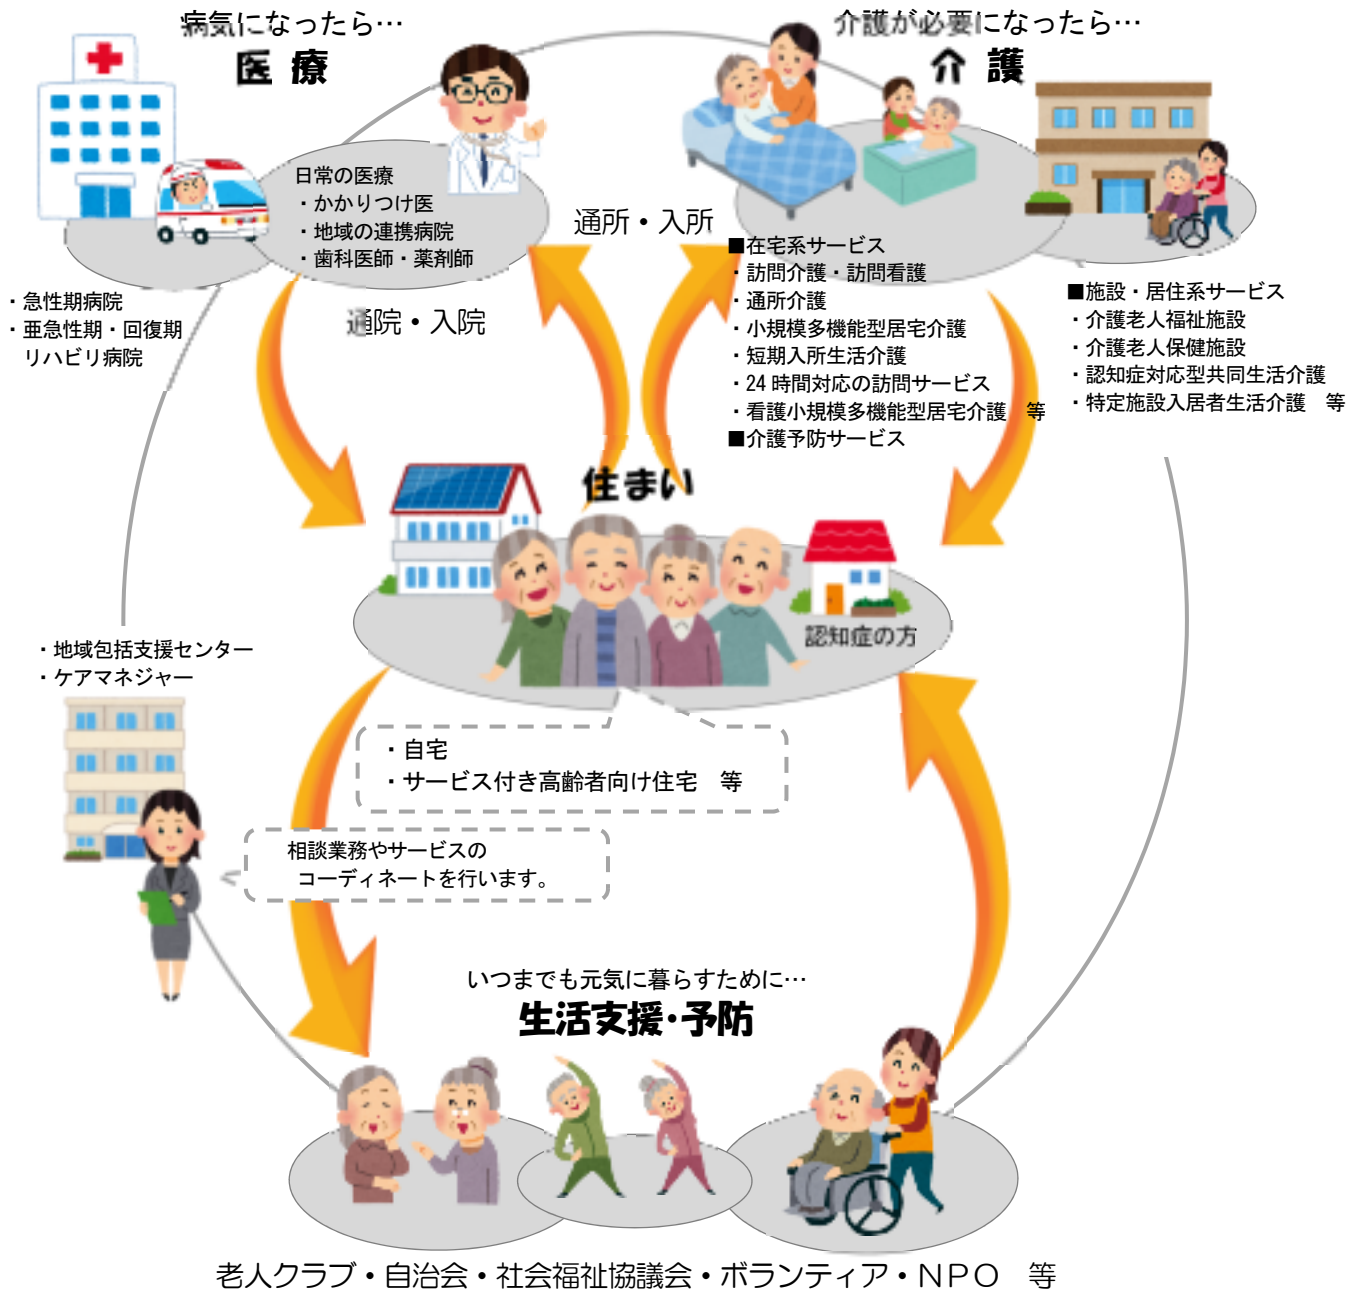 病気になったら…
医療
介護が必要になったら…
介護
日常の医療
・かかりつけ医
・地域の連携病院
・歯科医師・薬剤師
・急性期病院
・亜急性期・回復期
リハビリ病院
通院・入院
通所・入所
■在宅系サービス
・訪問介護・訪問看護
・通所介護
・小規模多機能型居宅介護
・短期入所生活介護
・24時間対応の訪問サービス
・看護小規模多機能型居宅介護　等
■介護予防サービス
■施設・居住系サービス
・介護老人福祉施設
・介護老人保健施設
・認知症対応型共同生活介護
・特定施設入居者生活介護　等
住まい
認知症の方
・地域包括支援センター
・ケアマネジャー
・自宅
・サービス付き高齢者向け住宅　等
相談業務やサービスの
コーディネートを行います。
いつまでも元気に暮らすために…
生活支援・予防
老人クラブ・自治会・社会福祉協議会・ボランティア・NPO　等